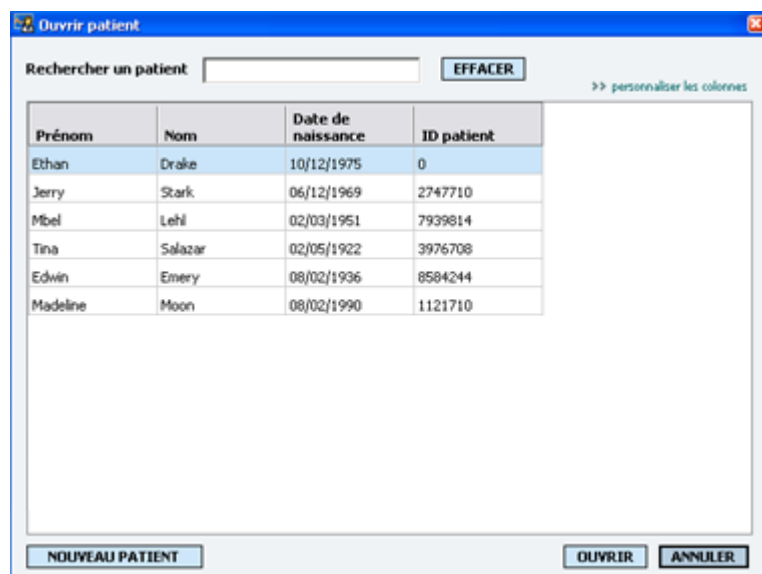 Ouvrir patient
Rechercher un patient EFFACER
>> personnaliser les colonnes
Prénom Nom Date de naissance ID patient
Ethan Drake 10/12/1975 0
Jerry Stark 06/12/1969 2747710
Mbel Lehl 02/03/1951 7939814
Tina Salazar 02/05/1922 3976708
Edwin Emery 08/02/1936 8584244
Madeline Moon 08/02/1990 1121710
NOUVEAU PATIENT OUVRIR ANNULER